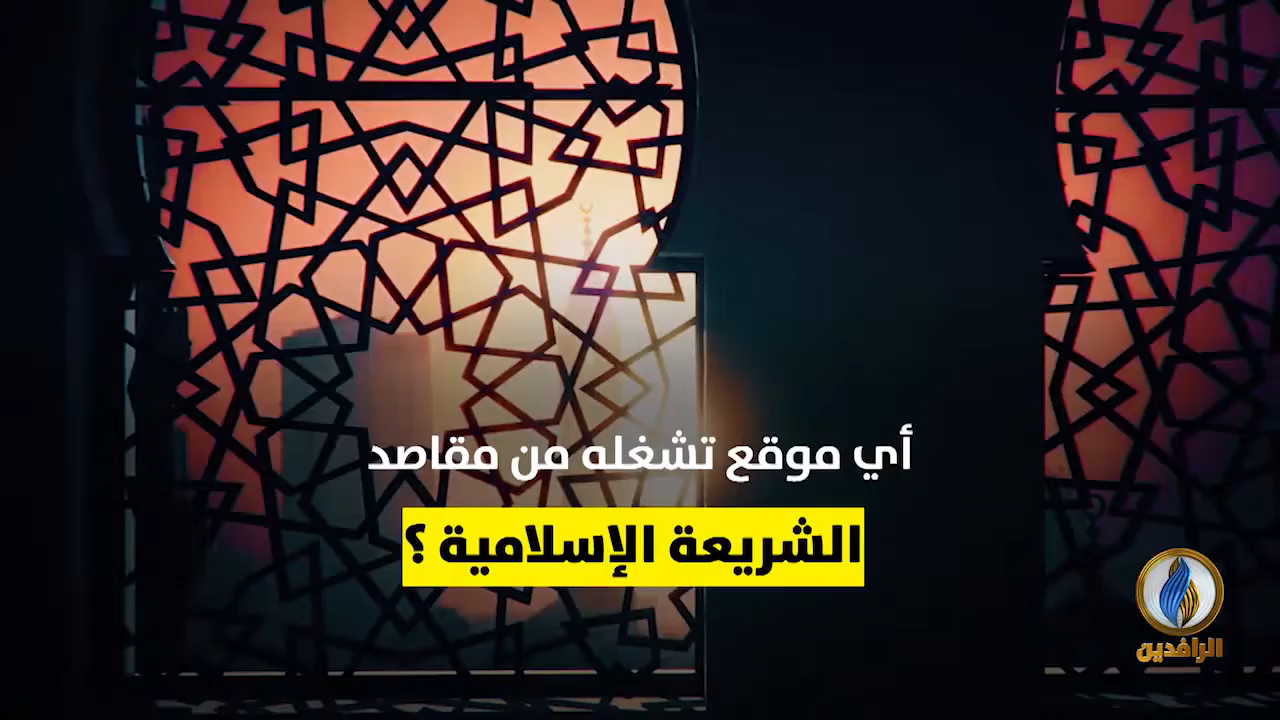 أي موقع تشغله من مقاصد
الشريعة الإسلامية ؟
الرافدين